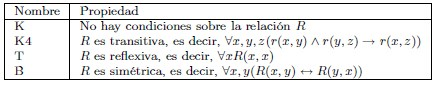 Nombre Propiedad
K No hay condiciones sobre la relación R
K4 R es transitiva, es decir, ∀x, y, z(r(x, y) ∧ r(y, z) → r(x, z))
T R es reflexiva, es decir, ∀xR(x, x)
B R es simétrica, es decir, ∀x, y(R(x, y) ↔ R(y, x))